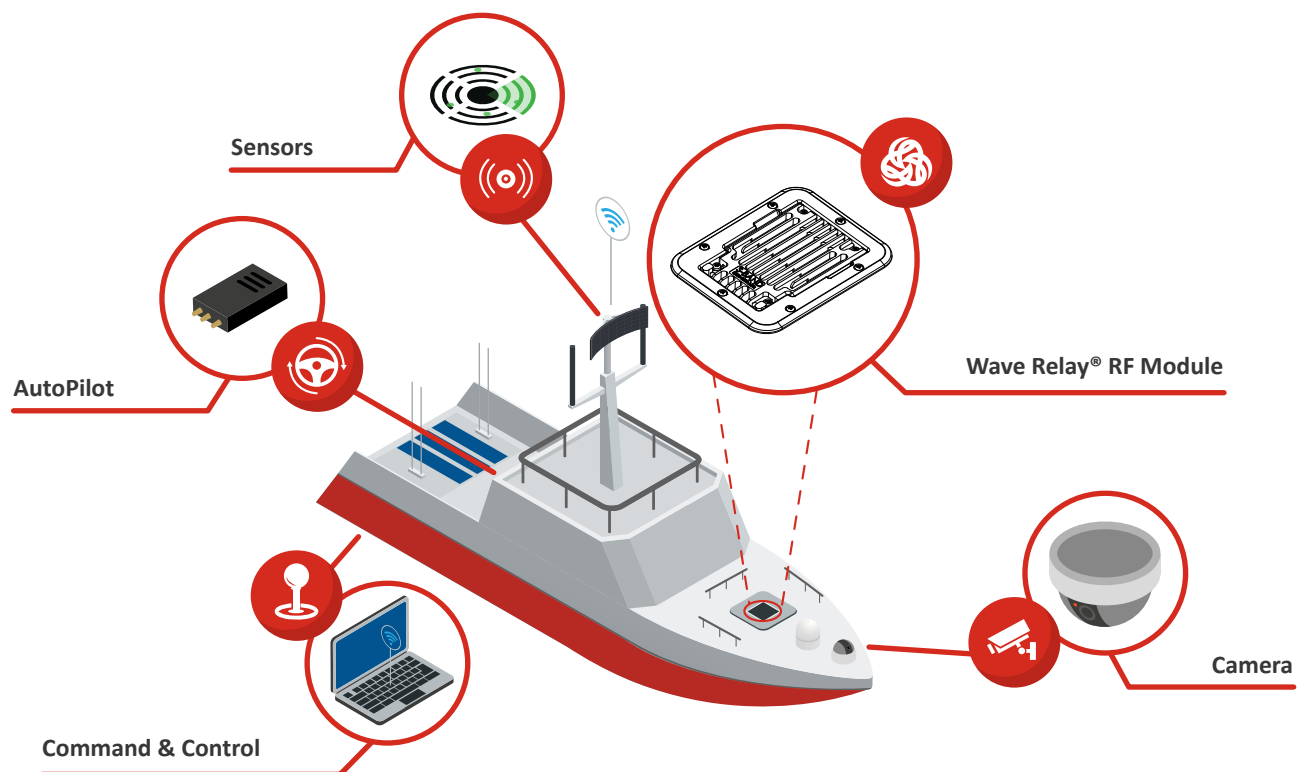 Sensors
Wave Relay® RF Module
AutoPilot
Camera
Command & Control